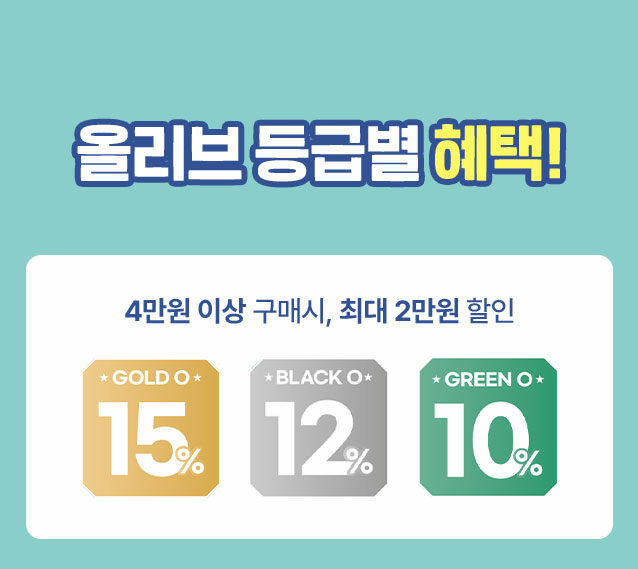 올리브 등급별 혜택!
4만원 이상 구매시, 최대 2만원 할인
★ GOLD O ★
15%
★ BLACK O ★
12%
★ GREEN O ★
10%